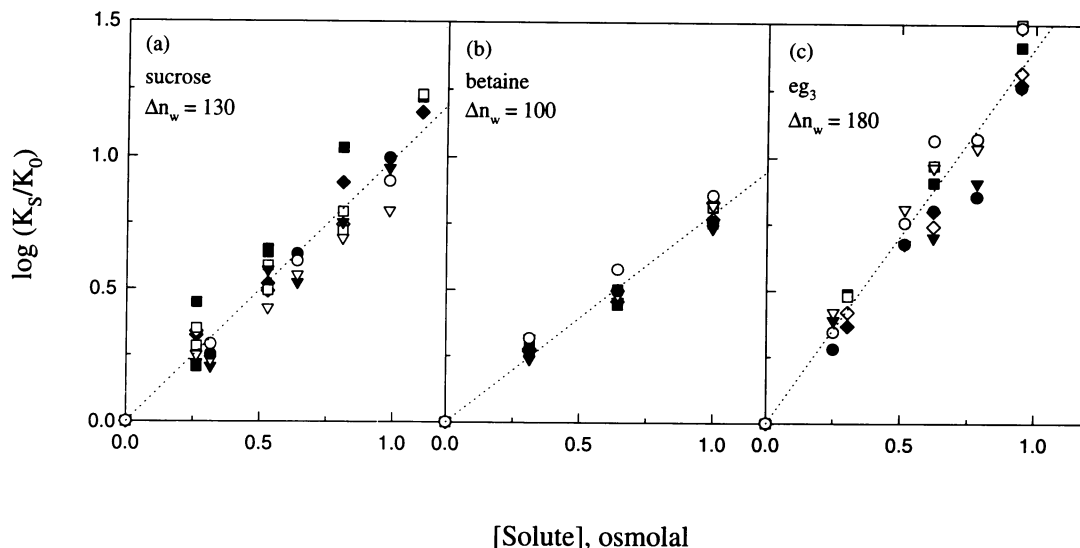 1.5
1.0
0.5
0.0
log (K_S/K_0)
(a)
sucrose
Δn_w = 130
(b)
betaine
Δn_w = 100
(c)
eg_3
Δn_w = 180
0.0 0.5 1.0 0.0 0.5 1.0 0.0 0.5 1.0
[Solute], osmolal